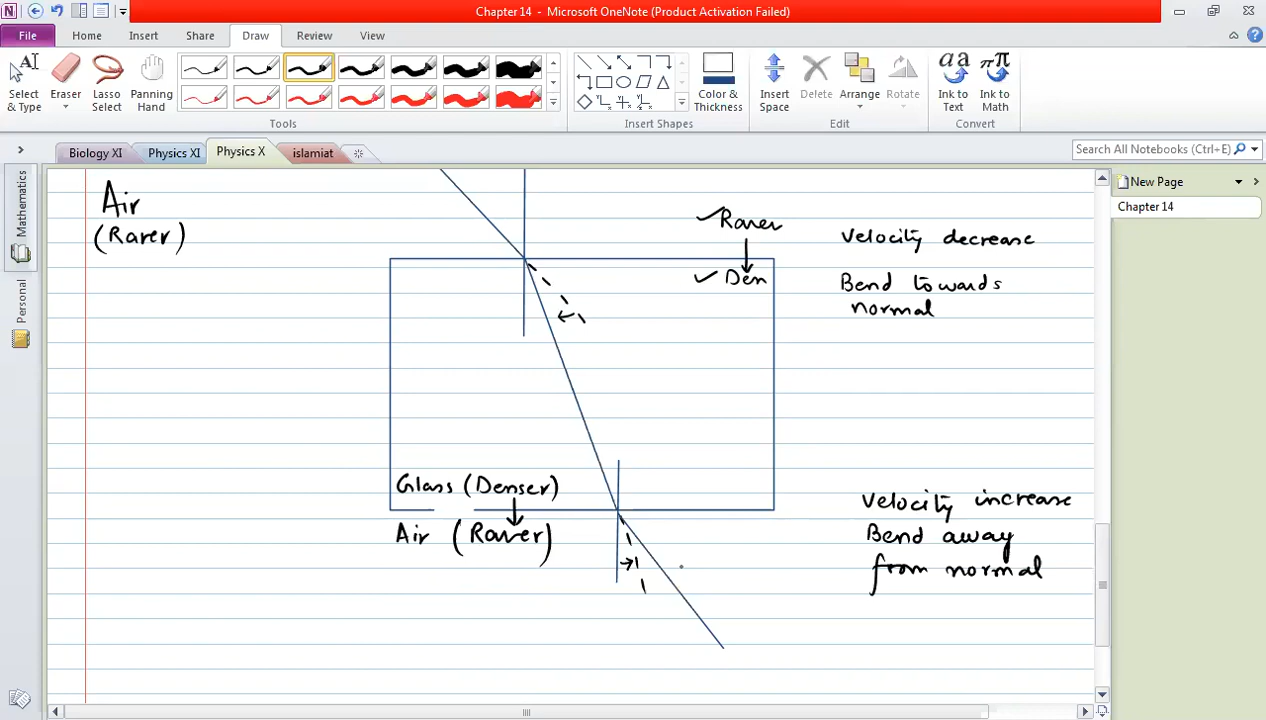 Chapter 14 - Microsoft OneNote (Product Activation Failed)
File Home Insert Share Draw Review View
Select & Type
Eraser
Lasso Select
Panning Hand
Color & Thickness
Insert Space
Delete
Arrange
Rotate
Ink to Text
Ink to Math
Tools
Insert Shapes
Edit
Convert
Biology XI
Physics XI
Physics X
islamiat
Search All Notebooks (Ctrl+E)
New Page
Chapter 14
Mathematics
Personal
Air
(Rarer)
Rarer
Den
Velocity decrease
Bend towards
normal
Glass (Denser)
Air (Rarer)
Velocity increase
Bend away
from normal